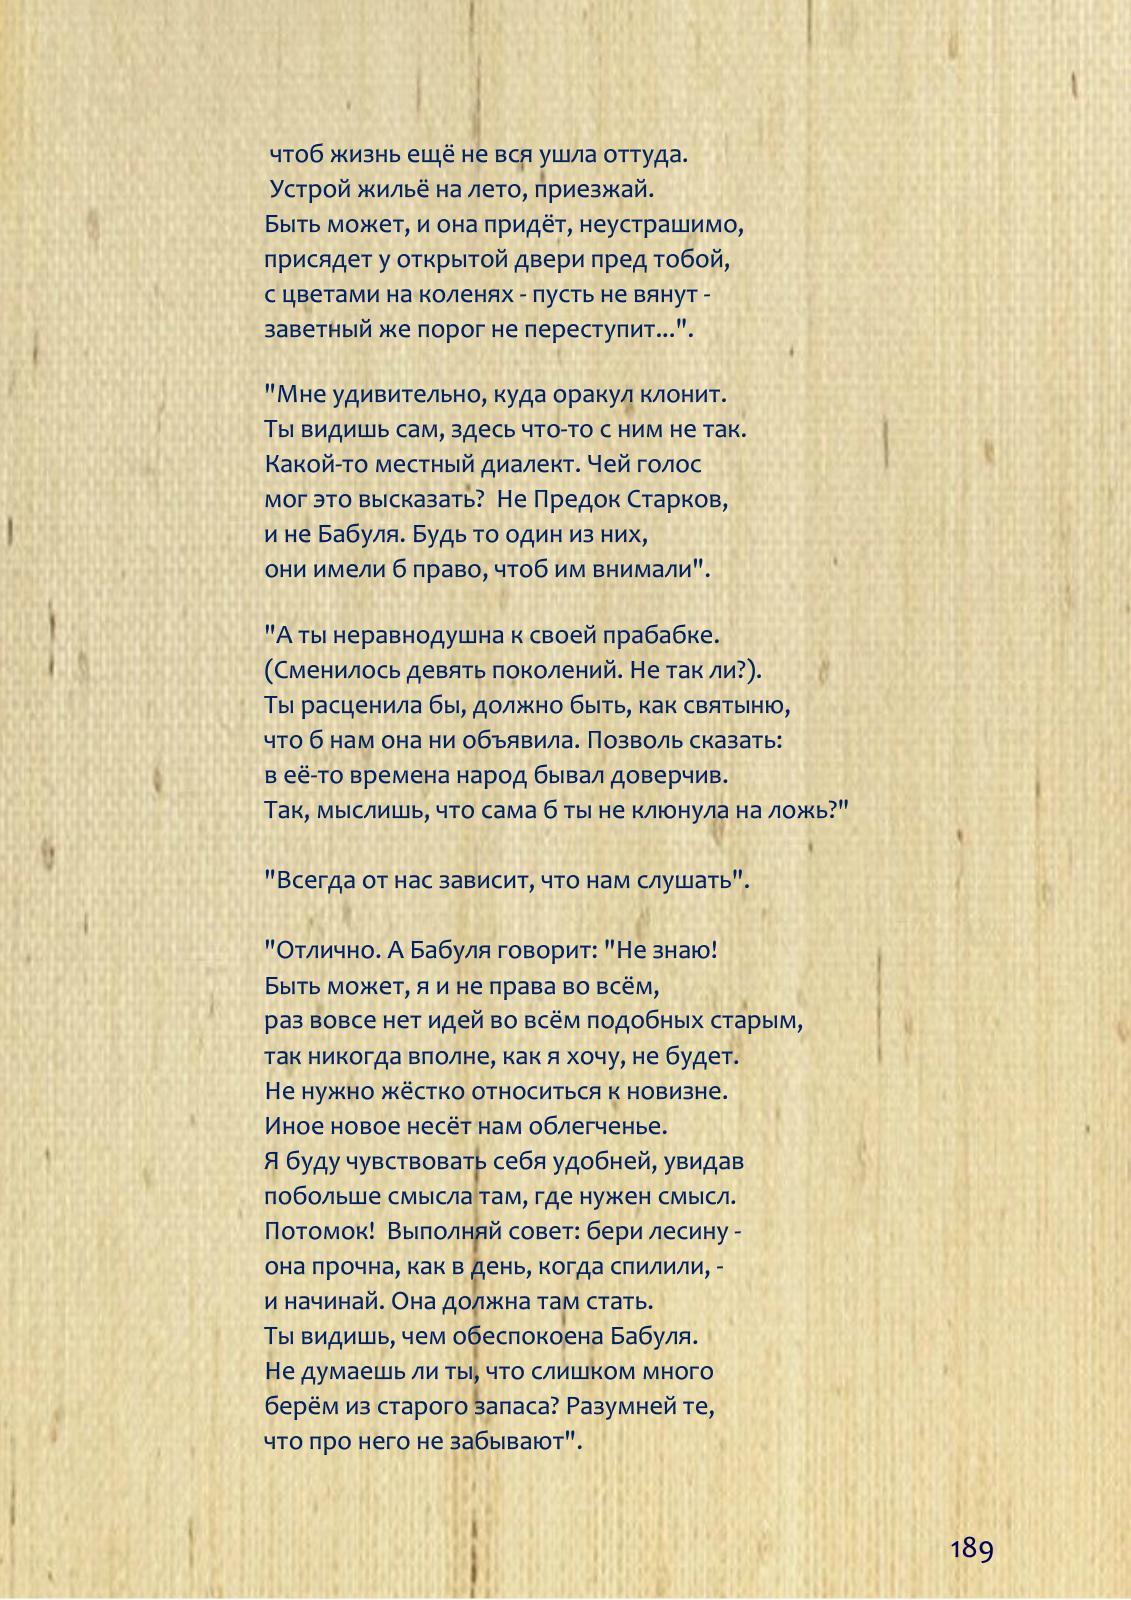 чтоб жизнь ещё не вся ушла оттуда.
Устрой жильё на лето, приезжай.
Быть может, и она придёт, неустрашимо,
присядет у открытой двери пред тобой,
с цветами на коленях - пусть не вянут -
заветный же порог не переступит...".
"Мне удивительно, куда оракул клонит.
Ты видишь сам, здесь что-то с ним не так.
Какой-то местный диалект. Чей голос
мог это высказать?  Не Предок Старков,
и не Бабуля. Будь то один из них,
они имели б право, чтоб им внимали".
"А ты неравнодушна к своей прабабке.
(Сменилось девять поколений. Не так ли?).
Ты расценила бы, должно быть, как святыню,
что б нам она ни объявила. Позволь сказать:
в её-то времена народ бывал доверчив.
Так, мыслишь, что сама б ты не клюнула на ложь?"
"Всегда от нас зависит, что нам слушать".
"Отлично. А Бабуля говорит: "Не знаю!
Быть может, я и не права во всём,
раз вовсе нет идей во всём подобных старым,
так никогда вполне, как я хочу, не будет.
Не нужно жёстко относиться к новизне.
Иное новое несёт нам облегченье.
Я буду чувствовать себя удобней, увидав
побольше смысла там, где нужен смысл.
Потомок!  Выполняй совет: бери лесину -
она прочна, как в день, когда спилили, -
и начинай. Она должна там стать.
Ты видишь, чем обеспокоена Бабуля.
Не думаешь ли ты, что слишком много
берём из старого запаса? Разумней те,
что про него не забывают".
189